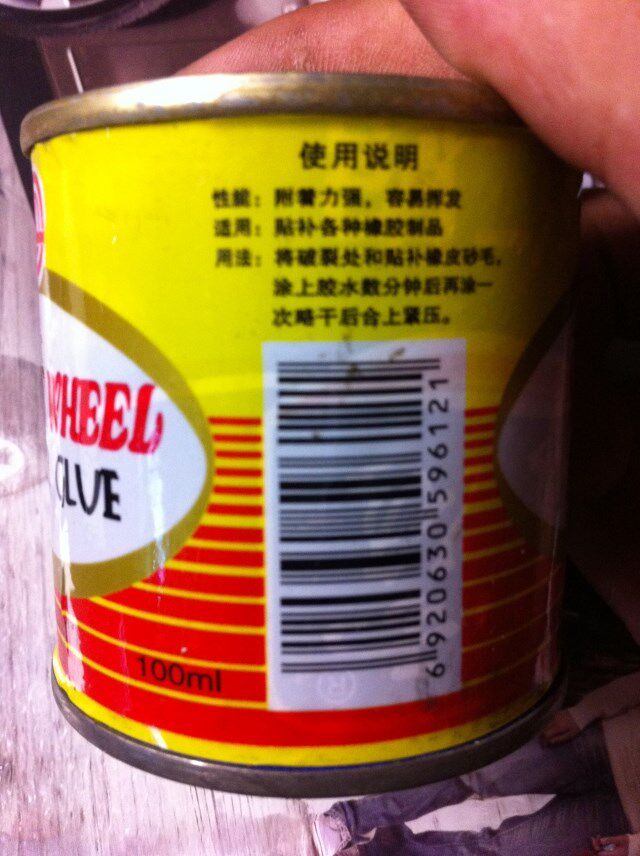 使用说明
性能：附着力强，容易挥发
适用：贴补各种橡胶制品
用法：将破裂处和贴补橡皮砂毛，
涂上胶水数分钟后再涂一
次略干后合上紧压。
WHEEL
GLUE
6 920630 596121
100ml